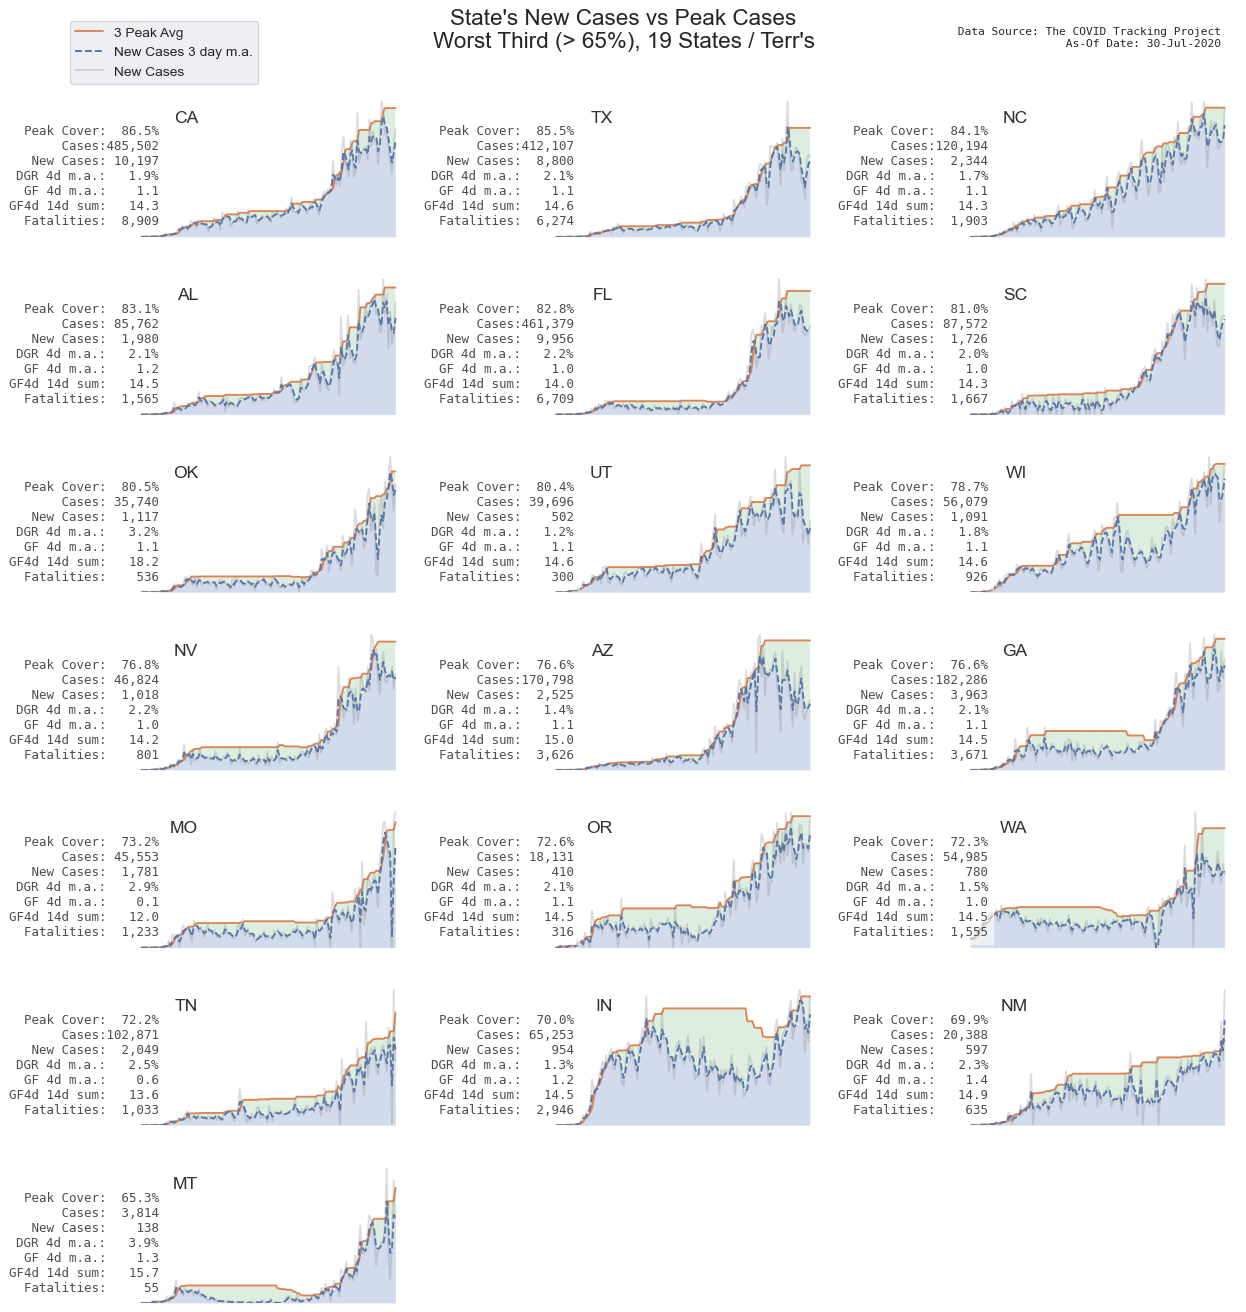 State's New Cases vs Peak Cases
Worst Third (> 65%), 19 States / Terr's
3 Peak Avg
New Cases 3 day m.a.
New Cases
Data Source: The COVID Tracking Project
As-Of Date: 30-Jul-2020
CA
Peak Cover: 86.5%
Cases:485,502
New Cases: 10,197
DGR 4d m.a.: 1.9%
GF 4d m.a.: 1.1
GF4d 14d sum: 14.3
Fatalities: 8,909
TX
Peak Cover: 85.5%
Cases:412,107
New Cases: 8,800
DGR 4d m.a.: 2.1%
GF 4d m.a.: 1.1
GF4d 14d sum: 14.6
Fatalities: 6,274
NC
Peak Cover: 84.1%
Cases:120,194
New Cases: 2,344
DGR 4d m.a.: 1.7%
GF 4d m.a.: 1.1
GF4d 14d sum: 14.3
Fatalities: 1,903
AL
Peak Cover: 83.1%
Cases: 85,762
New Cases: 1,980
DGR 4d m.a.: 2.1%
GF 4d m.a.: 1.2
GF4d 14d sum: 14.5
Fatalities: 1,565
FL
Peak Cover: 82.8%
Cases:461,379
New Cases: 9,956
DGR 4d m.a.: 2.2%
GF 4d m.a.: 1.0
GF4d 14d sum: 14.0
Fatalities: 6,709
SC
Peak Cover: 81.0%
Cases: 87,572
New Cases: 1,726
DGR 4d m.a.: 2.0%
GF 4d m.a.: 1.0
GF4d 14d sum: 14.3
Fatalities: 1,667
OK
Peak Cover: 80.5%
Cases: 35,740
New Cases: 1,117
DGR 4d m.a.: 3.2%
GF 4d m.a.: 1.1
GF4d 14d sum: 18.2
Fatalities: 536
UT
Peak Cover: 80.4%
Cases: 39,696
New Cases: 502
DGR 4d m.a.: 1.2%
GF 4d m.a.: 1.1
GF4d 14d sum: 14.6
Fatalities: 300
WI
Peak Cover: 78.7%
Cases: 56,079
New Cases: 1,091
DGR 4d m.a.: 1.8%
GF 4d m.a.: 1.1
GF4d 14d sum: 14.6
Fatalities: 926
NV
Peak Cover: 76.8%
Cases: 46,824
New Cases: 1,018
DGR 4d m.a.: 2.2%
GF 4d m.a.: 1.0
GF4d 14d sum: 14.2
Fatalities: 801
AZ
Peak Cover: 76.6%
Cases:170,798
New Cases: 2,525
DGR 4d m.a.: 1.4%
GF 4d m.a.: 1.1
GF4d 14d sum: 15.0
Fatalities: 3,626
GA
Peak Cover: 76.6%
Cases:182,286
New Cases: 3,963
DGR 4d m.a.: 2.1%
GF 4d m.a.: 1.1
GF4d 14d sum: 14.5
Fatalities: 3,671
MO
Peak Cover: 73.2%
Cases: 45,553
New Cases: 1,781
DGR 4d m.a.: 2.9%
GF 4d m.a.: 0.1
GF4d 14d sum: 12.0
Fatalities: 1,233
OR
Peak Cover: 72.6%
Cases: 18,131
New Cases: 410
DGR 4d m.a.: 2.1%
GF 4d m.a.: 1.1
GF4d 14d sum: 14.5
Fatalities: 316
WA
Peak Cover: 72.3%
Cases: 54,985
New Cases: 780
DGR 4d m.a.: 1.5%
GF 4d m.a.: 1.0
GF4d 14d sum: 14.5
Fatalities: 1,555
TN
Peak Cover: 72.2%
Cases:102,871
New Cases: 2,049
DGR 4d m.a.: 2.5%
GF 4d m.a.: 0.6
GF4d 14d sum: 13.6
Fatalities: 1,033
IN
Peak Cover: 70.0%
Cases: 65,253
New Cases: 954
DGR 4d m.a.: 1.3%
GF 4d m.a.: 1.2
GF4d 14d sum: 14.5
Fatalities: 2,946
NM
Peak Cover: 69.9%
Cases: 20,388
New Cases: 597
DGR 4d m.a.: 2.3%
GF 4d m.a.: 1.4
GF4d 14d sum: 14.9
Fatalities: 635
MT
Peak Cover: 65.3%
Cases: 3,814
New Cases: 138
DGR 4d m.a.: 3.9%
GF 4d m.a.: 1.3
GF4d 14d sum: 15.7
Fatalities: 55